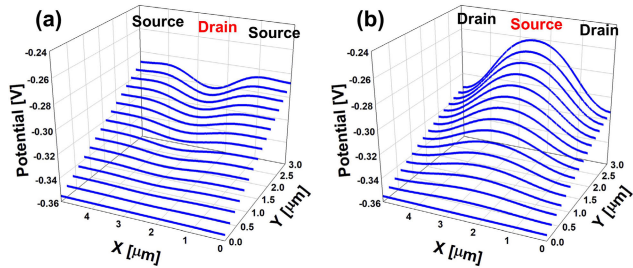 (a)
Source Drain Source
-0.24
-0.26
-0.28
-0.30
-0.32
-0.34
-0.36
Potential [V]
4 3 2 1 0
X [μm]
0.0 0.5 1.0 1.5 2.0 2.5 3.0
Y [μm]
(b)
Drain Source Drain
-0.24
-0.26
-0.28
-0.30
-0.32
-0.34
-0.36
Potential [V]
4 3 2 1 0
X [μm]
0.0 0.5 1.0 1.5 2.0 2.5 3.0
Y [μm]